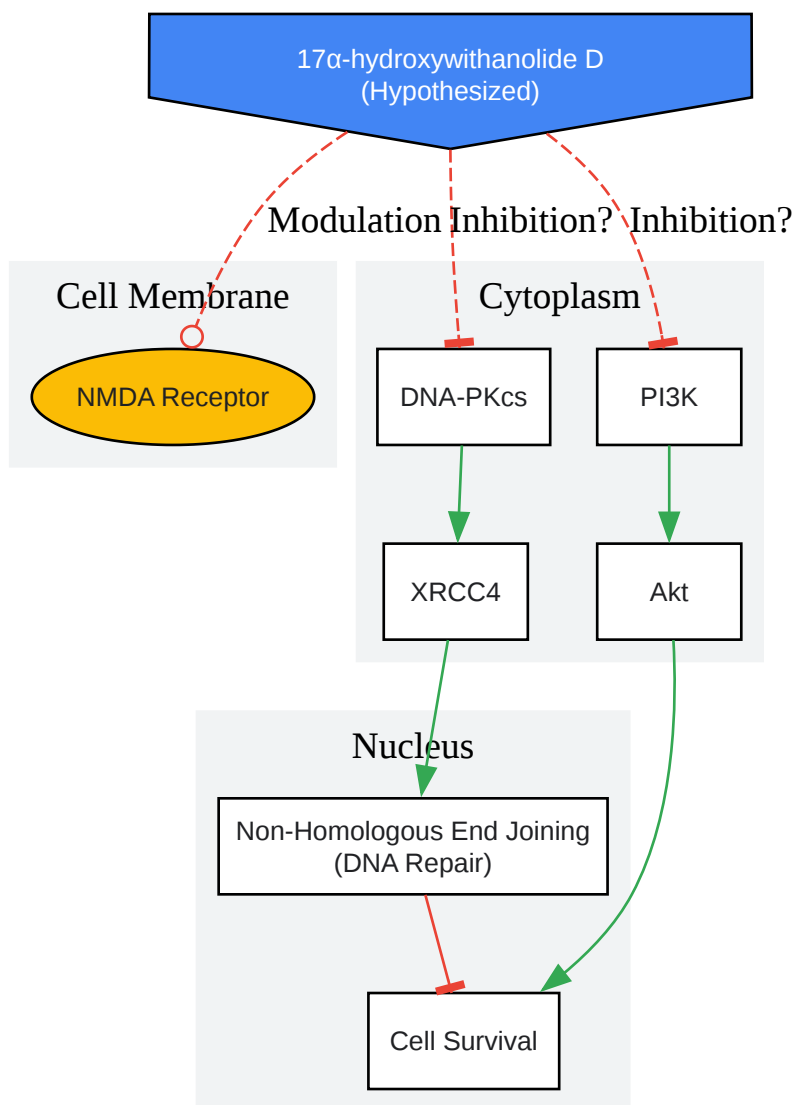 17α-hydroxywithanolide D
(Hypothesized)
Modulation
Inhibition?
Inhibition?
Cell Membrane
Cytoplasm
NMDA Receptor
DNA-PKcs
PI3K
XRCC4
Akt
Nucleus
Non-Homologous End Joining
(DNA Repair)
Cell Survival